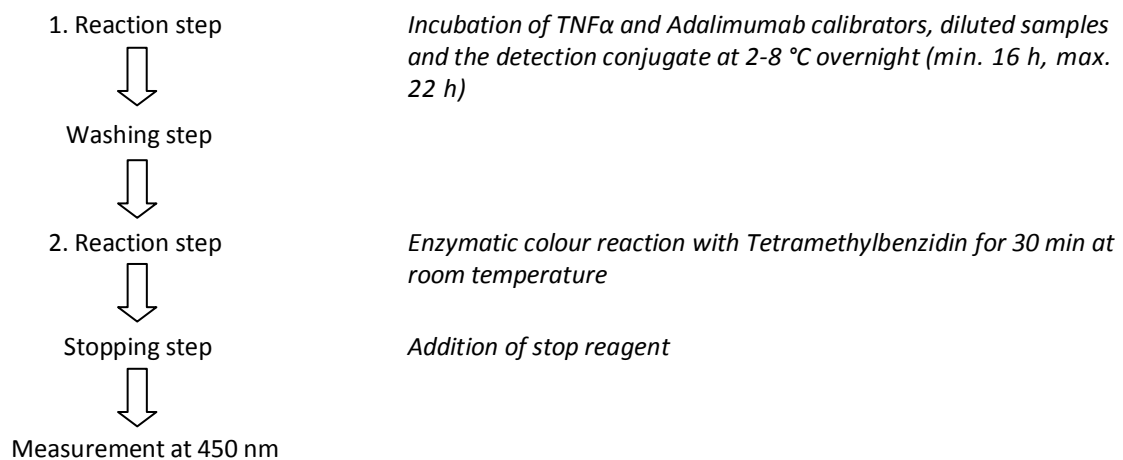 1. Reaction step
Incubation of TNFα and Adalimumab calibrators, diluted samples
and the detection conjugate at 2-8 °C overnight (min. 16 h, max.
22 h)
Washing step
2. Reaction step
Enzymatic colour reaction with Tetramethylbenzidin for 30 min at
room temperature
Stopping step
Addition of stop reagent
Measurement at 450 nm